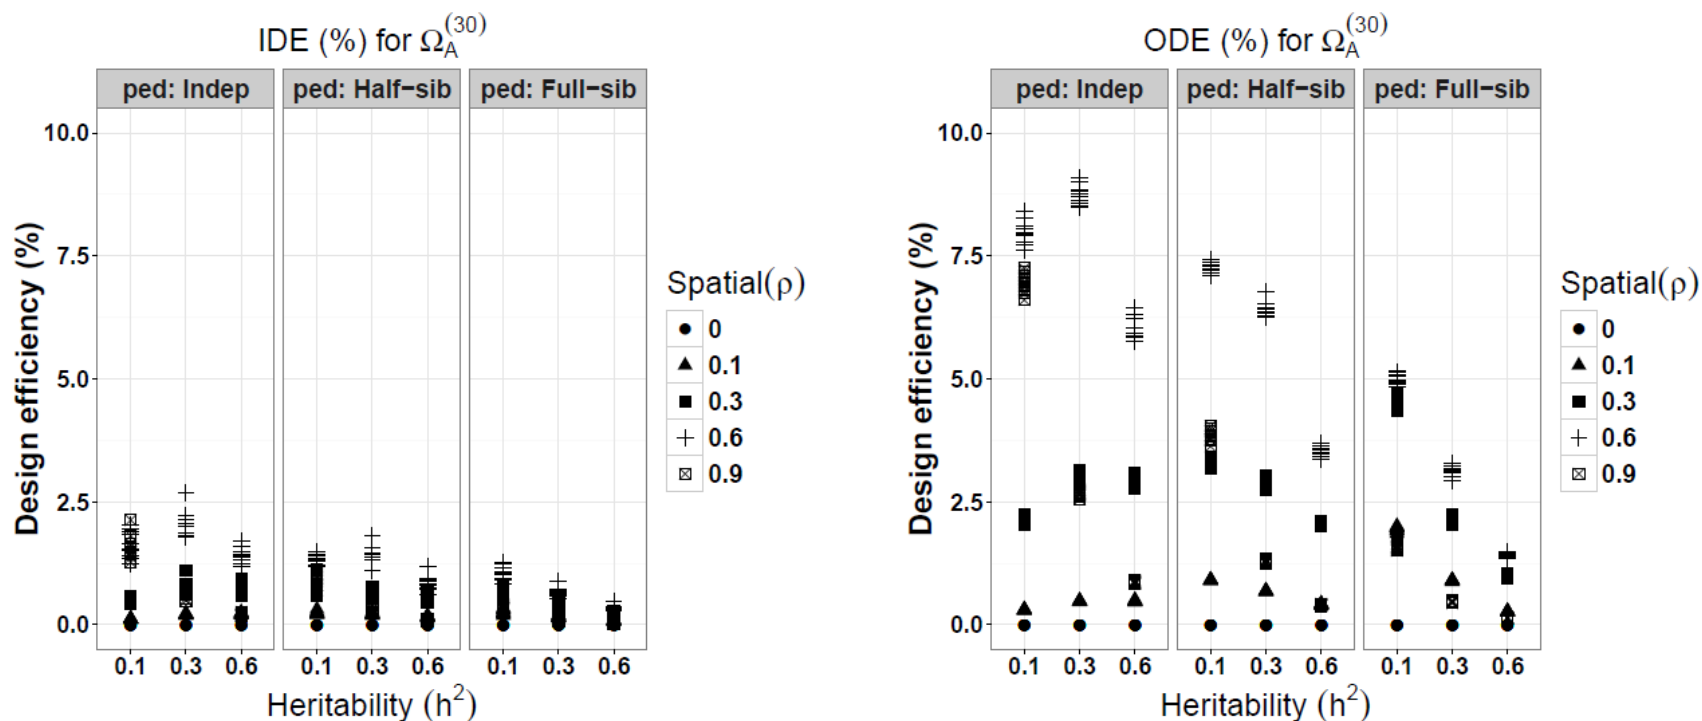 IDE (%) for Ω_A^(30)
ped: Indep ped: Half−sib ped: Full−sib
10.0
7.5
5.0
2.5
0.0
Design efficiency (%)
0.1 0.3 0.6 0.1 0.3 0.6 0.1 0.3 0.6
Heritability (h²)
Spatial(ρ)
0
0.1
0.3
0.6
0.9
ODE (%) for Ω_A^(30)
ped: Indep ped: Half−sib ped: Full−sib
10.0
7.5
5.0
2.5
0.0
Design efficiency (%)
0.1 0.3 0.6 0.1 0.3 0.6 0.1 0.3 0.6
Heritability (h²)
Spatial(ρ)
0
0.1
0.3
0.6
0.9